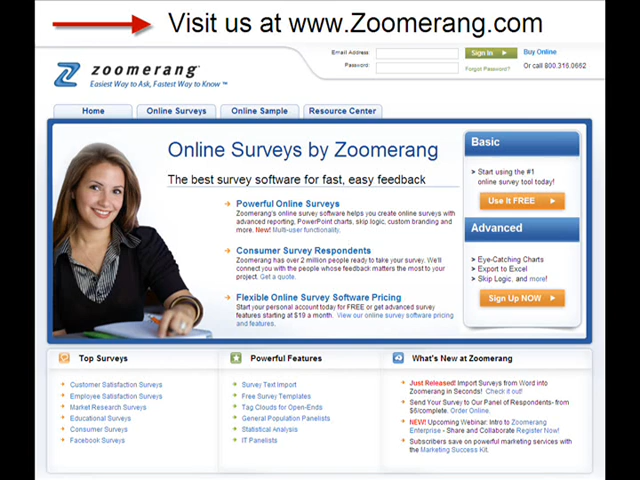 Visit us at www.Zoomerang.com
Email Address
Sign In
Buy Online
zoomerang
Password
Forgot Password?
Or call 800.316.0662
Easiest Way to Ask, Fastest Way to Know ™
Home
Online Surveys
Online Sample
Resource Center
Online Surveys by Zoomerang
The best survey software for fast, easy feedback
Powerful Online Surveys
Zoomerang's online survey software helps you create online surveys with
advanced reporting, PowerPoint charts, skip logic, custom branding and
more. New! Multi-user functionality.
Consumer Survey Respondents
Zoomerang has over 2 million people ready to take your survey. We'll
connect you with the people whose feedback matters the most to your
project. Get a quote.
Flexible Online Survey Software Pricing
Start your personal account today for FREE or get advanced survey
features starting at $19 a month. View our online survey software pricing
and features.
Basic
> Start using the #1
online survey tool today!
Use It FREE
Advanced
> Eye-Catching Charts
> Export to Excel
> Skip Logic, and more!
Sign Up NOW
Top Surveys
Customer Satisfaction Surveys
Employee Satisfaction Surveys
Market Research Surveys
Educational Surveys
Consumer Surveys
Facebook Surveys
Powerful Features
Survey Text Import
Free Survey Templates
Tag Clouds for Open-Ends
General Population Panelists
Statistical Analysis
IT Panelists
What's New at Zoomerang
Just Released! Import Surveys from Word into
Zoomerang in Seconds! Check it out!
Send Your Survey to Our Panel of Respondents- from
$6/complete. Order Online.
NEW! Upcoming Webinar: Intro to Zoomerang
Enterprise - Share and Collaborate Register Now!
Subscribers save on powerful marketing services with
the Marketing Success Kit.